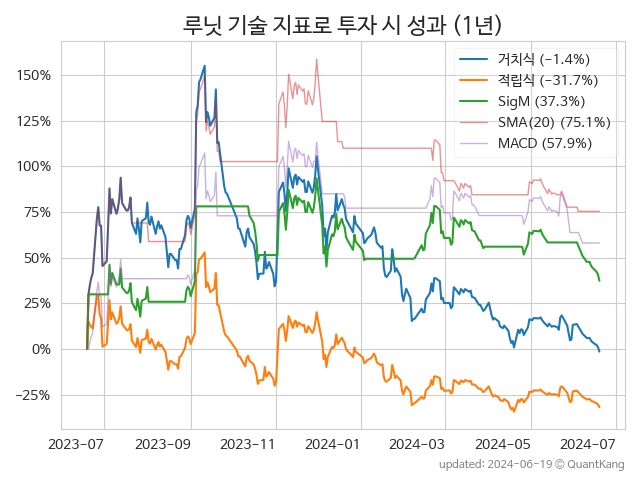 루닛 기술 지표로 투자 시 성과 (1년)
거치식 (−1.4%)
적립식 (−31.7%)
SigM (37.3%)
SMA(20) (75.1%)
MACD (57.9%)
150%
125%
100%
75%
50%
25%
0%
−25%
2023-07 2023-09 2023-11 2024-01 2024-03 2024-05 2024-07
updated: 2024-06-19 © QuantKang